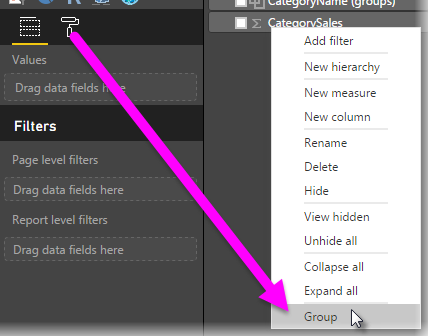 CategoryName (groups)
CategorySales
Values
Drag data fields here
Filters
Page level filters
Drag data fields here
Report level filters
Drag data fields here
Add filter
New hierarchy
New measure
New column
Rename
Delete
Hide
View hidden
Unhide all
Collapse all
Expand all
Group